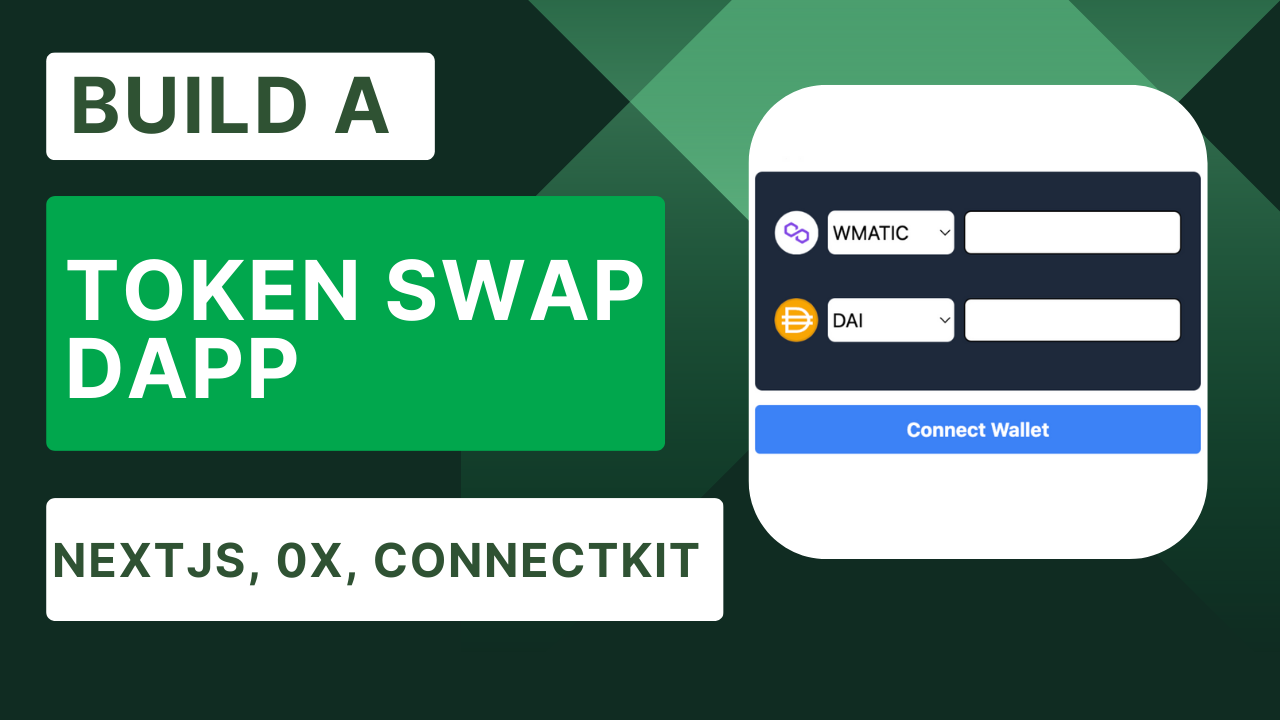 BUILD A
TOKEN SWAP
DAPP
NEXTJS, 0X, CONNECTKIT
WMATIC
DAI
Connect Wallet